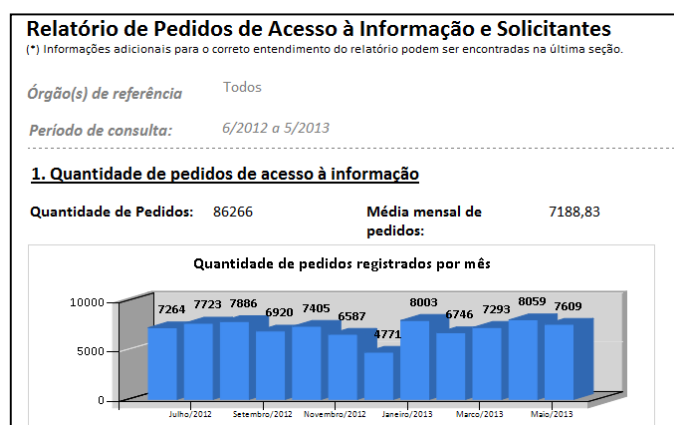 Relatório de Pedidos de Acesso à Informação e Solicitantes
(*) Informações adicionais para o correto entendimento do relatório podem ser encontradas na última seção.
Órgão(s) de referência Todos
Período de consulta: 6/2012 a 5/2013
1. Quantidade de pedidos de acesso à informação
Quantidade de Pedidos: 86266 Média mensal de pedidos: 7188,83
Quantidade de pedidos registrados por mês
10000
5000
0
7264 7723 7886 6920 7405 6587 4771 8003 6746 7293 8059 7609
Julho/2012 Setembro/2012 Novembro/2012 Janeiro/2013 Marco/2013 Maio/2013